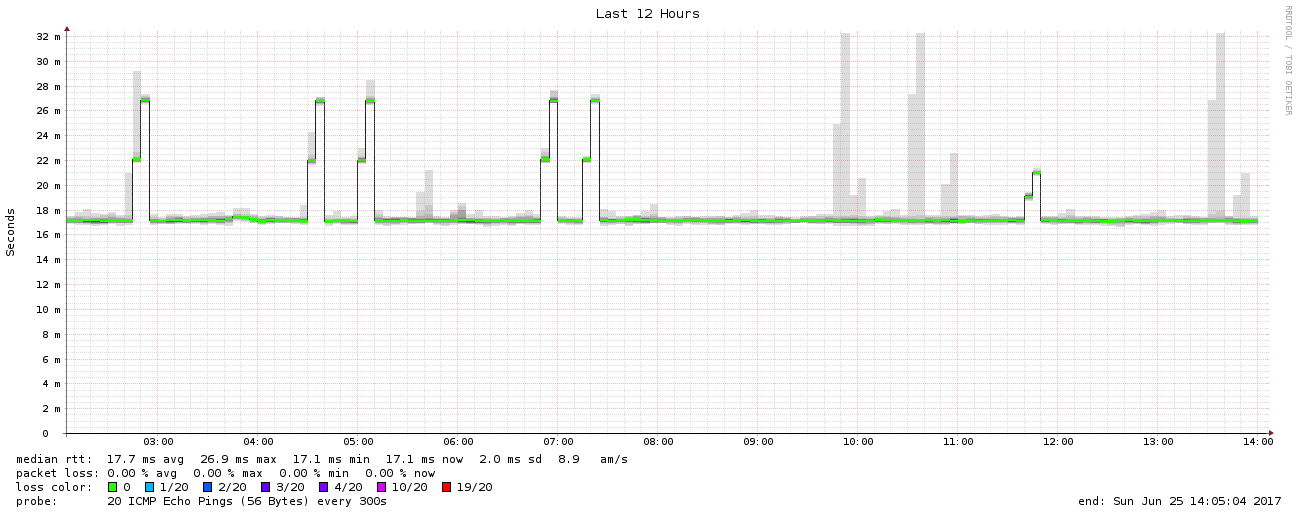 Last 12 Hours
RRDTOOL / TOBI OETIKER
Seconds
32 m
30 m
28 m
26 m
24 m
22 m
20 m
18 m
16 m
14 m
12 m
10 m
8 m
6 m
4 m
2 m
0
03:00 04:00 05:00 06:00 07:00 08:00 09:00 10:00 11:00 12:00 13:00 14:00
median rtt: 17.7 ms avg 26.9 ms max 17.1 ms min 17.1 ms now 2.0 ms sd 8.9 am/s
packet loss: 0.00 % avg 0.00 % max 0.00 % min 0.00 % now
loss color: 0 1/20 2/20 3/20 4/20 10/20 19/20
probe: 20 ICMP Echo Pings (56 Bytes) every 300s end: Sun Jun 25 14:05:04 2017